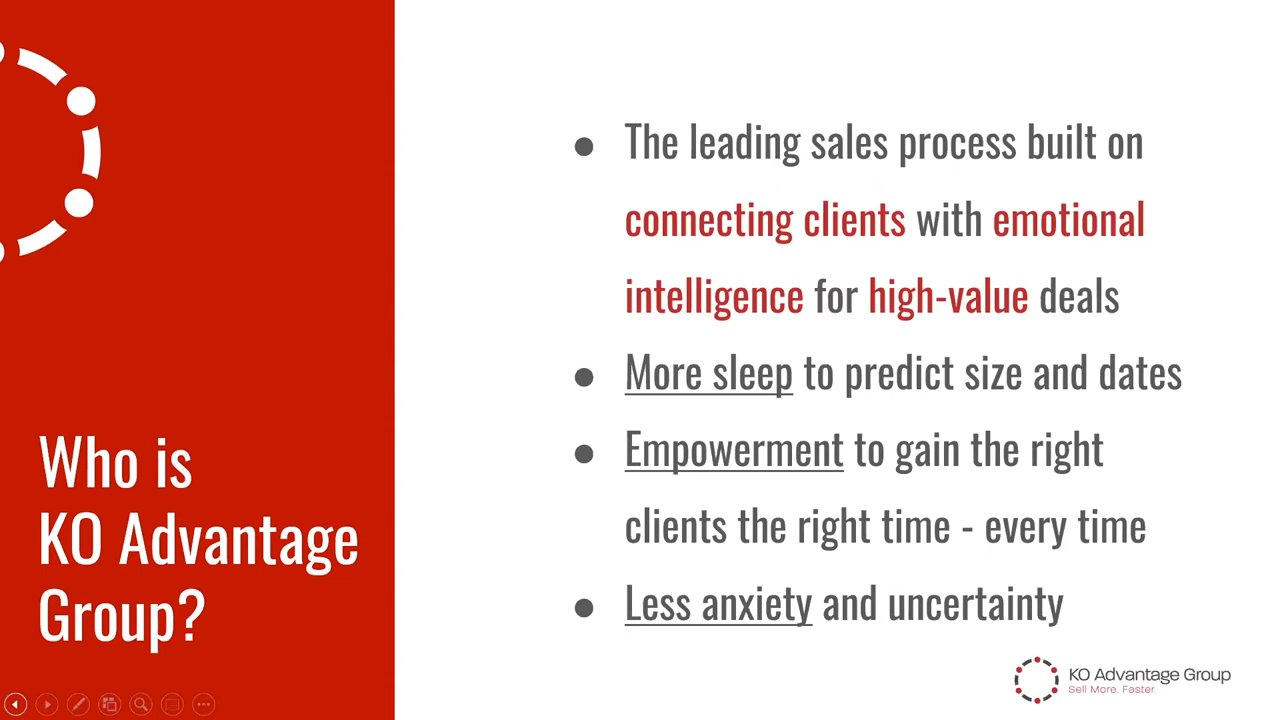 Who is
KO Advantage
Group?
● The leading sales process built on
connecting clients with emotional
intelligence for high-value deals
● More sleep to predict size and dates
● Empowerment to gain the right
clients the right time - every time
● Less anxiety and uncertainty
KO Advantage Group
Sell More. Faster.